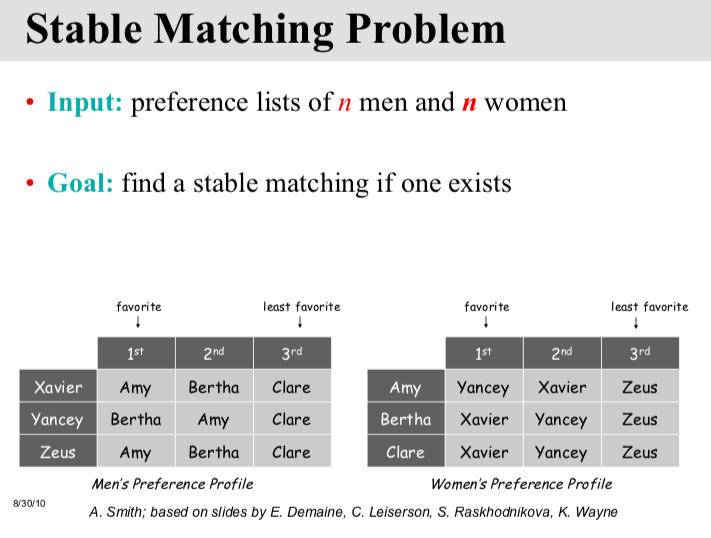 Stable Matching Problem
• Input: preference lists of n men and n women
• Goal: find a stable matching if one exists
favorite least favorite
1st 2nd 3rd
Xavier Amy Bertha Clare
Yancey Bertha Amy Clare
Zeus Amy Bertha Clare
Men's Preference Profile
favorite least favorite
1st 2nd 3rd
Amy Yancey Xavier Zeus
Bertha Xavier Yancey Zeus
Clare Xavier Yancey Zeus
Women's Preference Profile
8/30/10
A. Smith; based on slides by E. Demaine, C. Leiserson, S. Raskhodnikova, K. Wayne